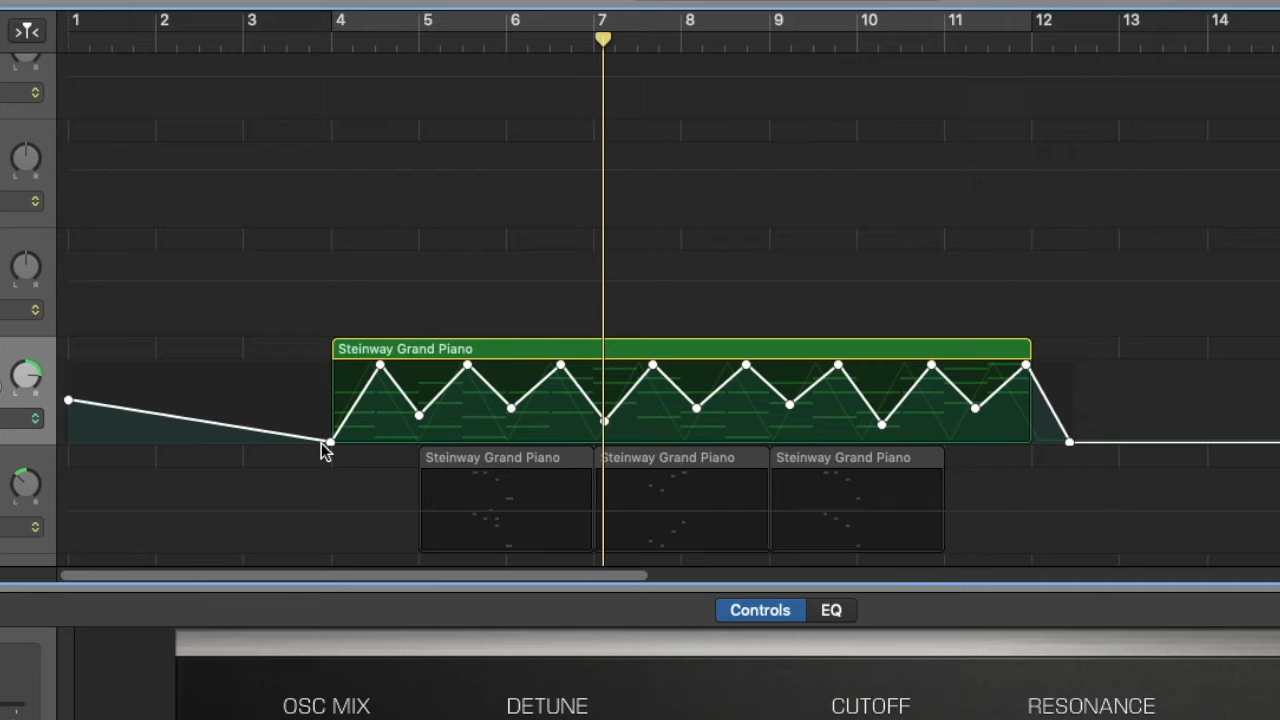 1 2 3 4 5 6 7 8 9 10 11 12 13 14
L R
L R
L R
Steinway Grand Piano
L R
Steinway Grand Piano Steinway Grand Piano Steinway Grand Piano
L R
Controls EQ
OSC MIX DETUNE CUTOFF RESONANCE